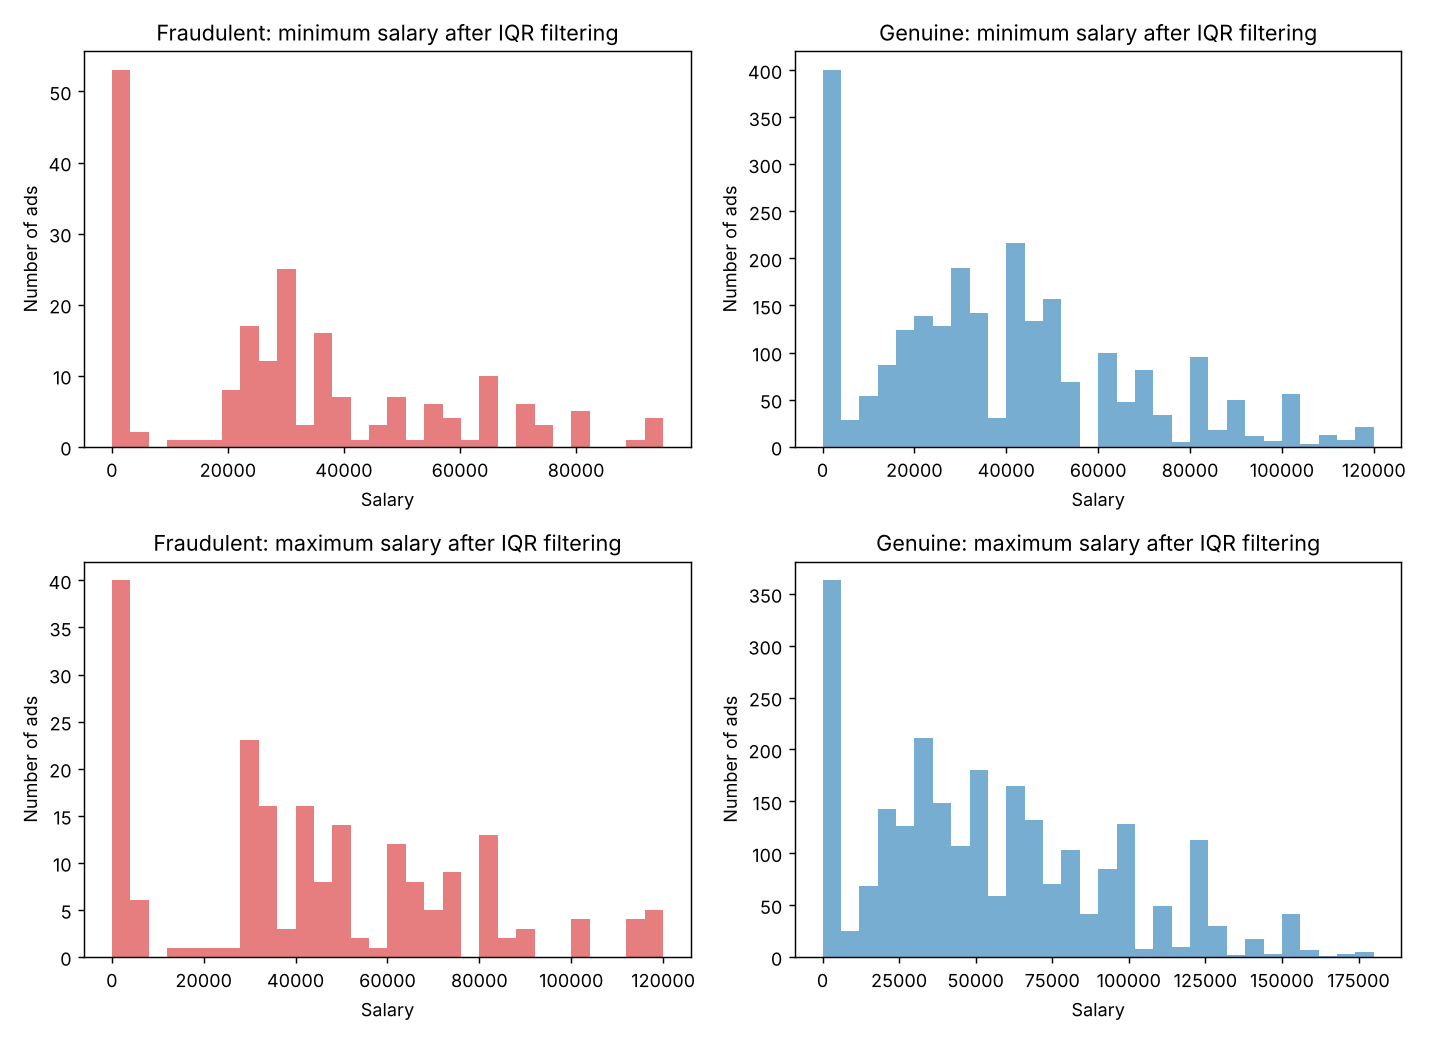 Fraudulent: minimum salary after IQR filtering
Number of ads
50
40
30
20
10
0
0 20000 40000 60000 80000
Salary
Genuine: minimum salary after IQR filtering
Number of ads
400
350
300
250
200
150
100
50
0
0 20000 40000 60000 80000 100000 120000
Salary
Fraudulent: maximum salary after IQR filtering
Number of ads
40
35
30
25
20
15
10
5
0
0 20000 40000 60000 80000 100000 120000
Salary
Genuine: maximum salary after IQR filtering
Number of ads
350
300
250
200
150
100
50
0
0 25000 50000 75000 100000 125000 150000 175000
Salary